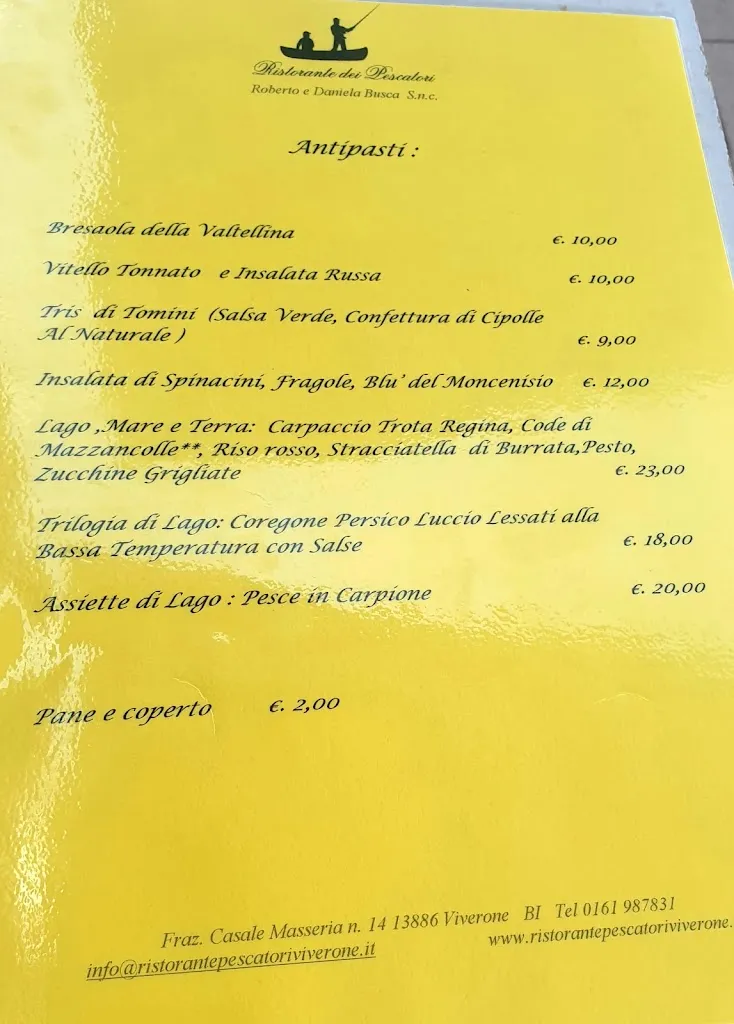 Ristorante dei Pescatori
Roberto e Daniela Busca S.n.c.
Antipasti :
Bresaola della Valtellina €. 10,00
Vitello Tonnato e Insalata Russa €. 10,00
Tris di Tomini (Salsa Verde, Confettura di Cipolle
Al Naturale ) €. 9,00
Insalata di Spinacini, Fragole, Blu' del Moncenisio €. 12,00
Lago ,Mare e Terra: Carpaccio Trota Regina, Code di
Mazzancolle**, Riso rosso, Stracciatella di Burrata,Pesto,
Zucchine Grigliate €. 23,00
Trilogia di Lago: Coregone Persico Luccio Lessati alla
Bassa Temperatura con Salse €. 18,00
Assiette di Lago : Pesce in Carpione €. 20,00
Pane e coperto €. 2,00
Fraz. Casale Masseria n. 14 13886 Viverone BI Tel 0161 987831
info@ristorantepescatoriviverone.it www.ristorantepescatoriviverone.